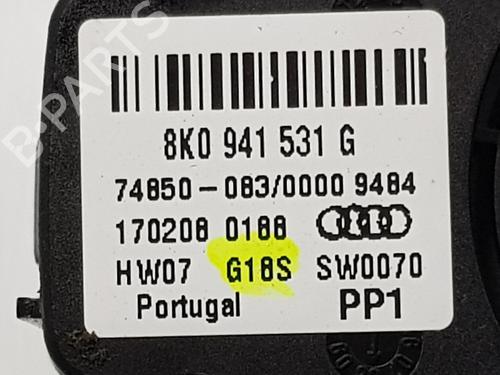 8K0 941 531 G
74850-083/0000 9484
170208 0188
HW07 G18S SW0070
Portugal PP1
B-PARTS